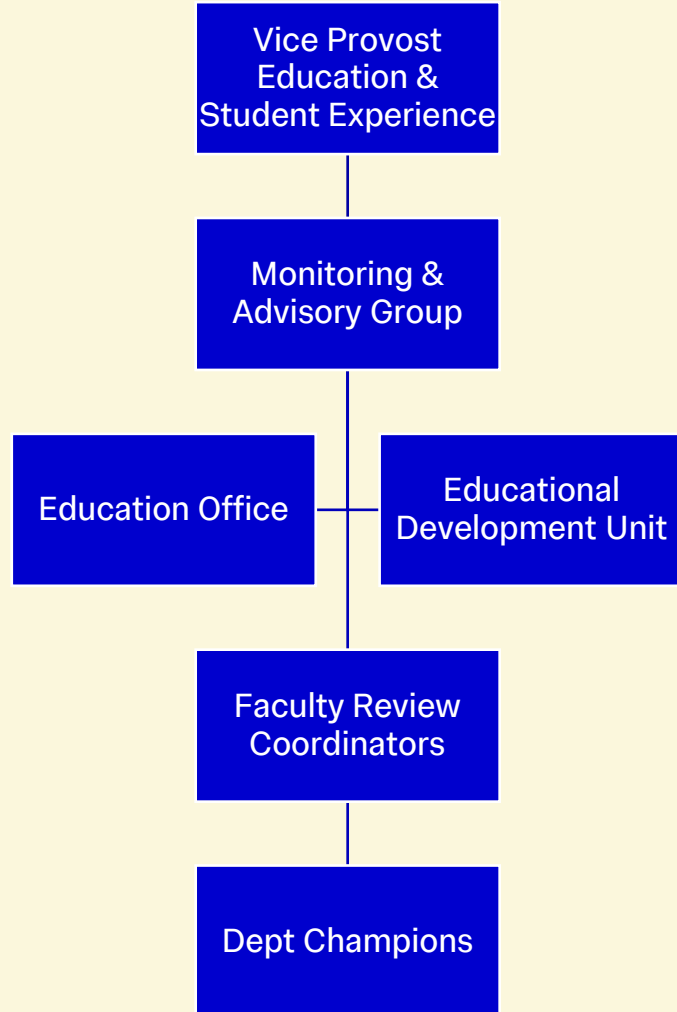 Vice Provost
Education &
Student Experience
Monitoring &
Advisory Group
Education Office
Educational
Development Unit
Faculty Review
Coordinators
Dept Champions